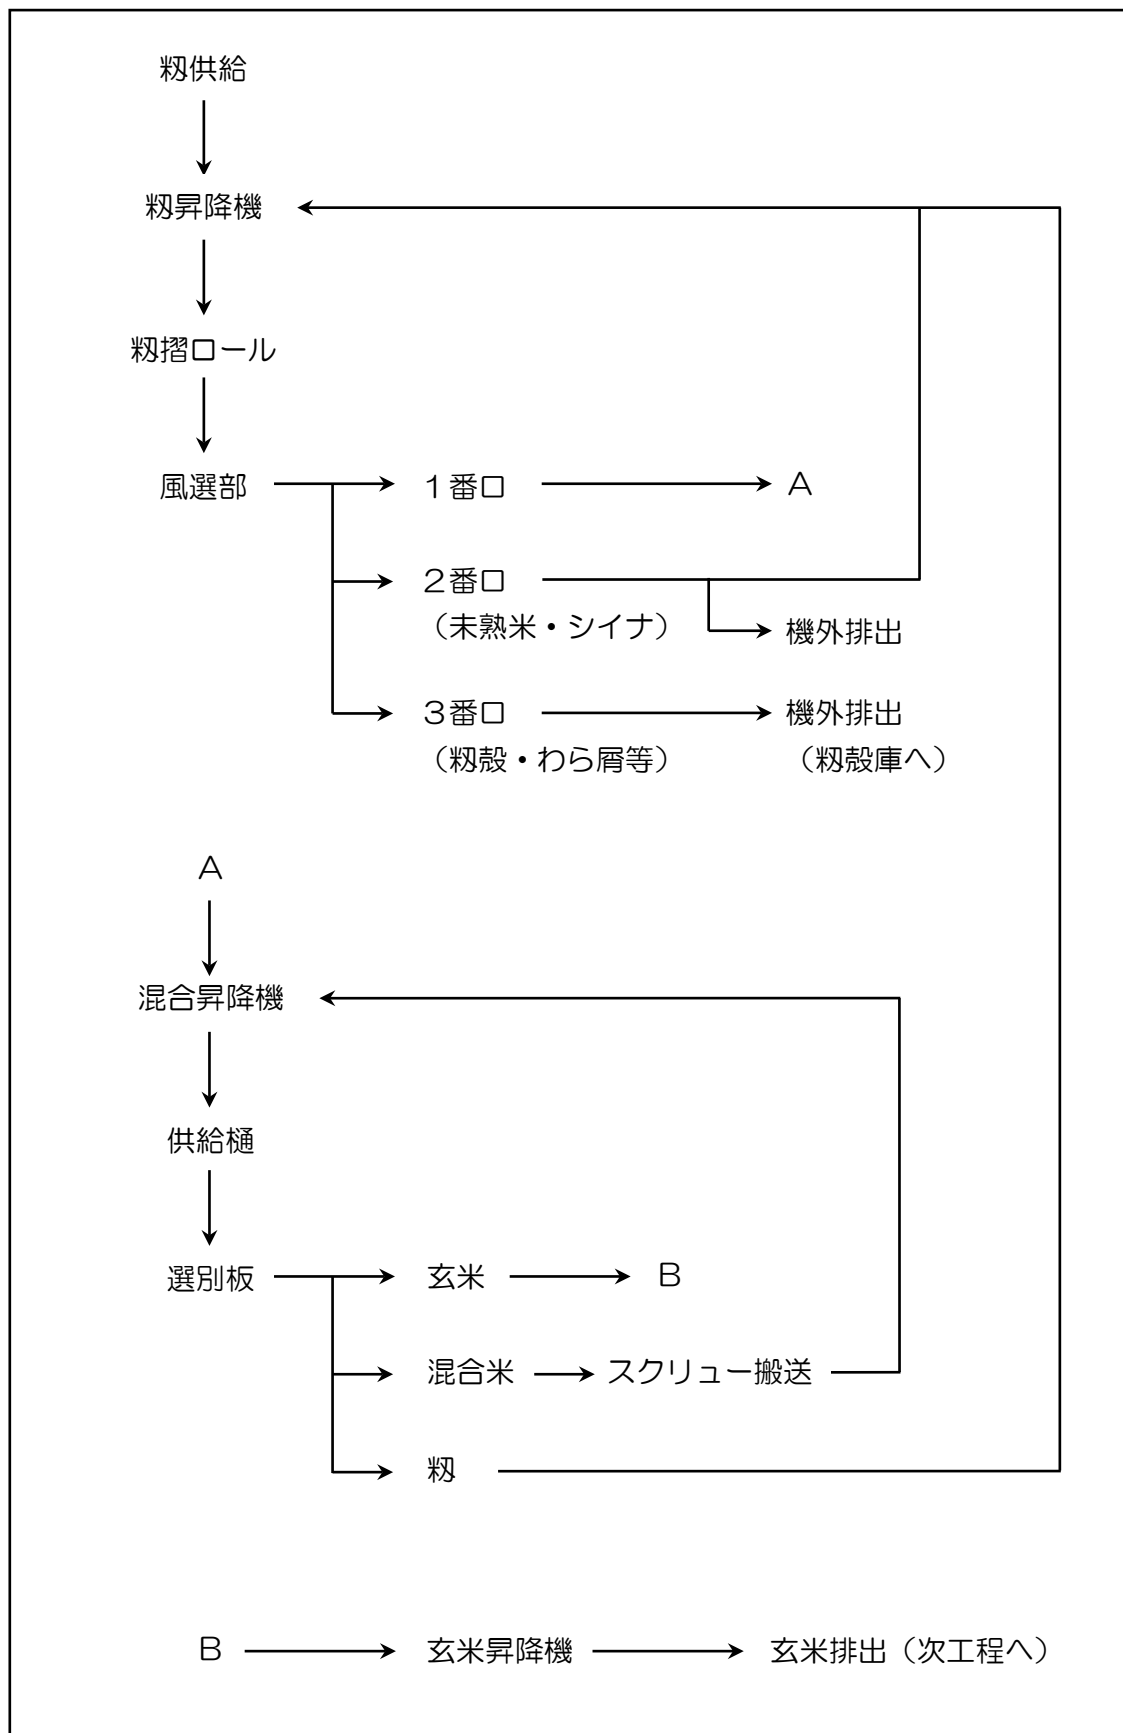 籾供給
籾昇降機
籾摺ロール
風選部
1番口
A
2番口
(未熟米・シイナ)
機外排出
3番口
機外排出
(籾殻・わら屑等)
(籾殻庫へ)
A
混合昇降機
供給樋
選別板
玄米
B
混合米
スクリュー搬送
籾
B
玄米昇降機
玄米排出(次工程へ)